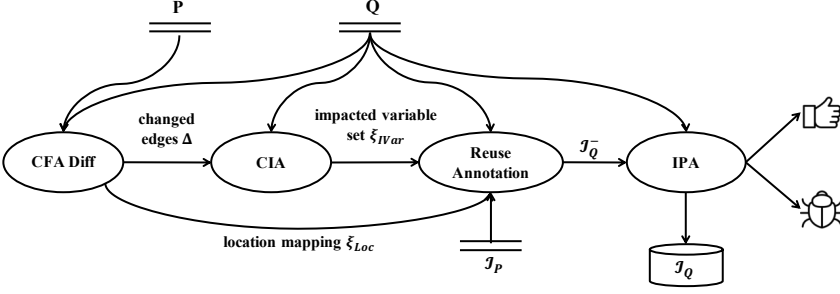 P
Q
changed
edges Δ
impacted variable
set ξ_IVar
CFA Diff
CIA
Reuse
Annotation
ℐ_Q^-
IPA
location mapping ξ_Loc
ℐ_P
ℐ_Q